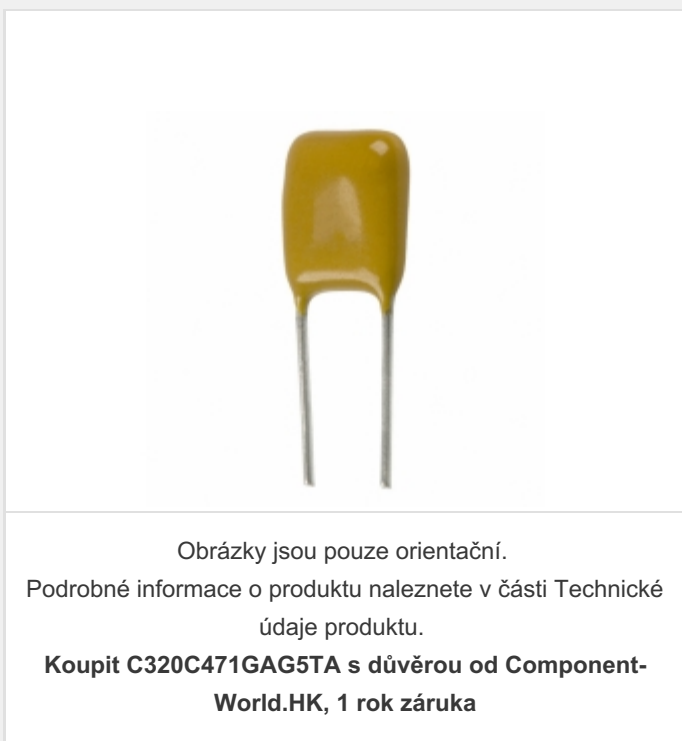 Obrázky jsou pouze orientační.
Podrobné informace o produktu naleznete v části Technické
údaje produktu.
Koupit C320C471GAG5TA s důvěrou od Component-
World.HK, 1 rok záruka